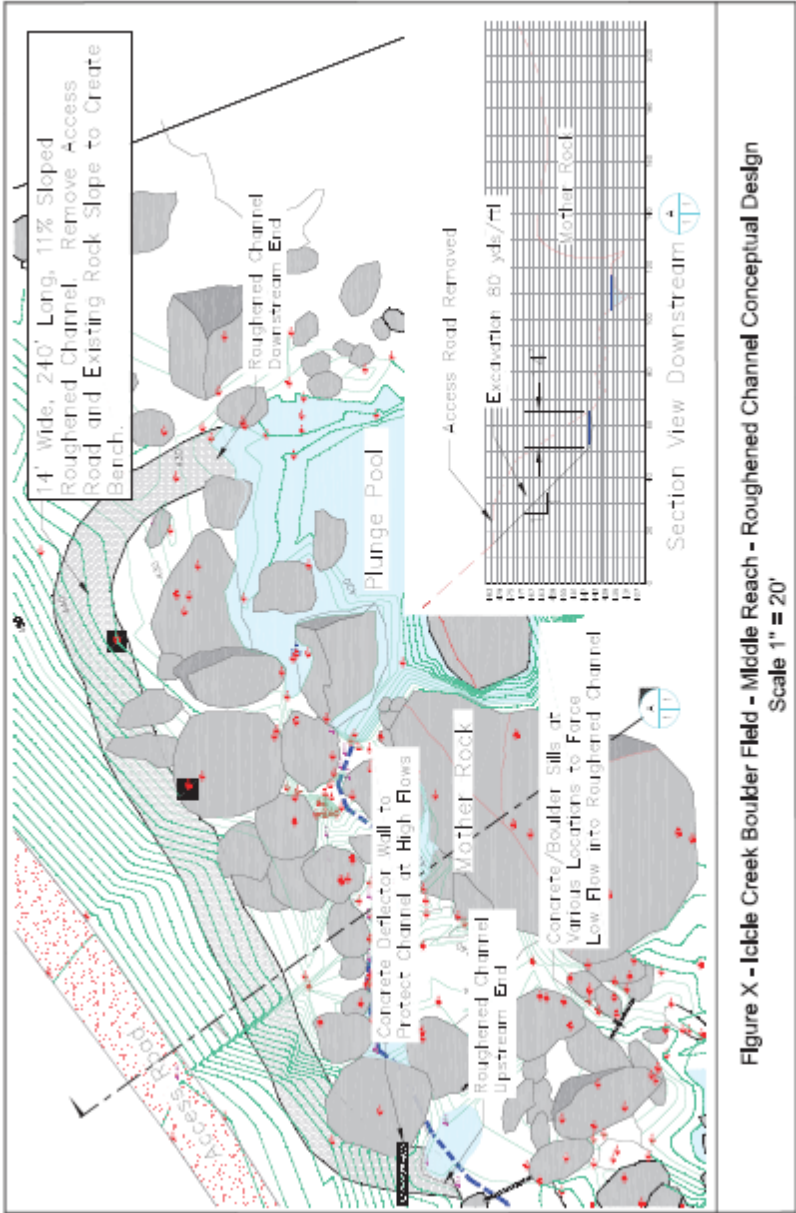 14' Wide, 240' Long, 11% Sloped
Roughened Channel. Remove Access
Road and Existing Rock Slope to Create
Bench.
Roughened Channel
Downstream End
Plunge Pool
Access Road
Concrete Deflector Wall to
Protect Channel at High Flows
Mother Rock
Roughened Channel
Upstream End
Concrete/Boulder Sills at
Various Locations to Force
Low Flow into Roughened Channel
A
Access Road Removed
Excavation 80 yds/ft
Mother Rock
Section View Downstream
A
Figure X - Icicle Creek Boulder Field - Middle Reach - Roughened Channel Conceptual Design
Scale 1" = 20'